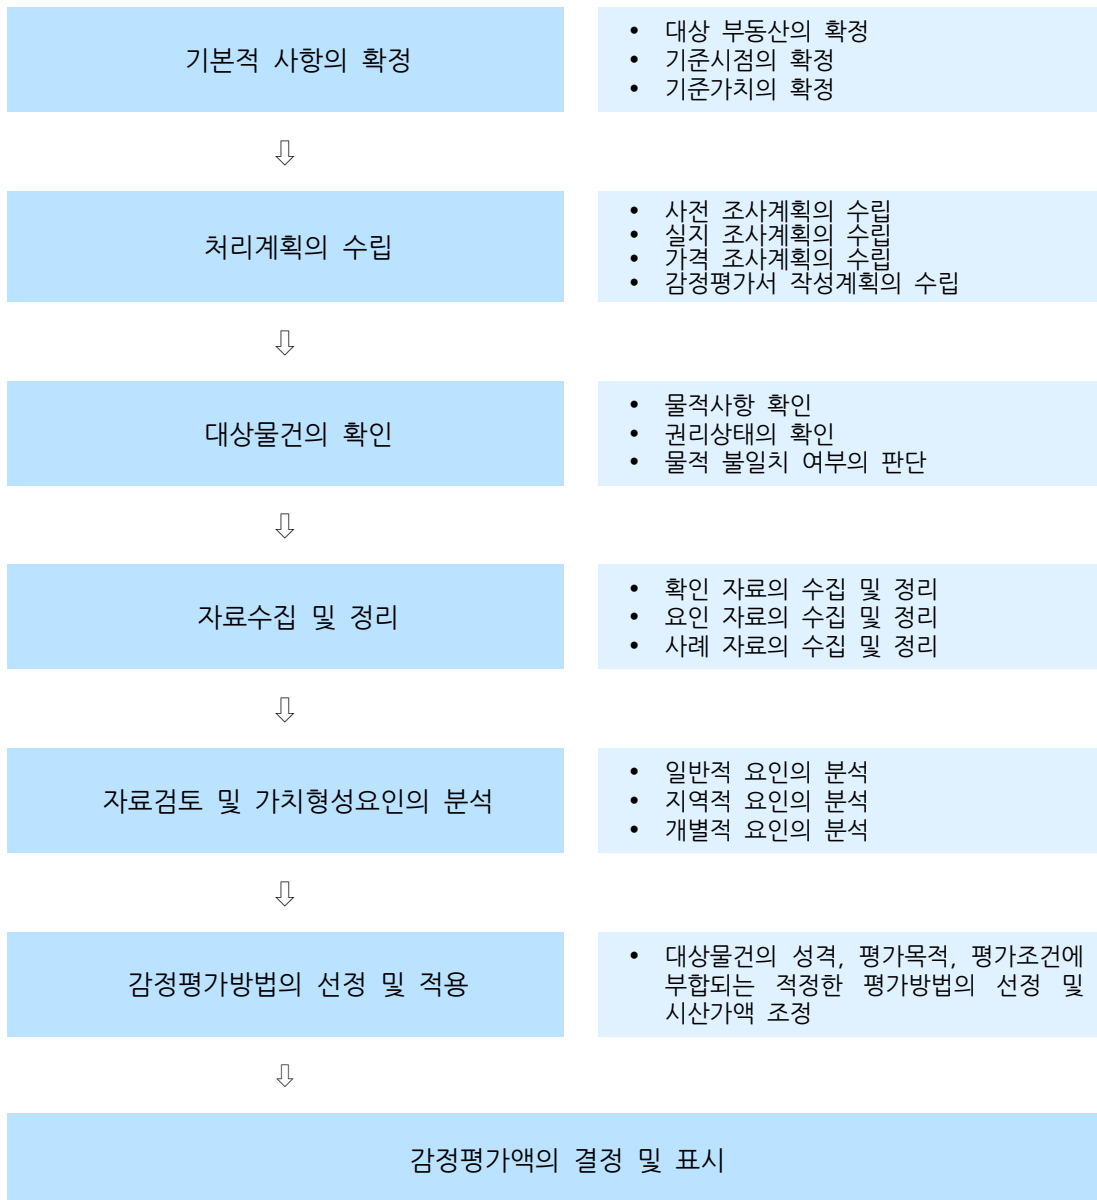 기본적 사항의 확정
• 대상 부동산의 확정
• 기준시점의 확정
• 기준가치의 확정
⇩
처리계획의 수립
• 사전 조사계획의 수립
• 실지 조사계획의 수립
• 가격 조사계획의 수립
• 감정평가서 작성계획의 수립
⇩
대상물건의 확인
• 물적사항 확인
• 권리상태의 확인
• 물적 불일치 여부의 판단
⇩
자료수집 및 정리
• 확인 자료의 수집 및 정리
• 요인 자료의 수집 및 정리
• 사례 자료의 수집 및 정리
⇩
자료검토 및 가치형성요인의 분석
• 일반적 요인의 분석
• 지역적 요인의 분석
• 개별적 요인의 분석
⇩
감정평가방법의 선정 및 적용
• 대상물건의 성격, 평가목적, 평가조건에
부합되는 적정한 평가방법의 선정 및
시산가액 조정
⇩
감정평가액의 결정 및 표시